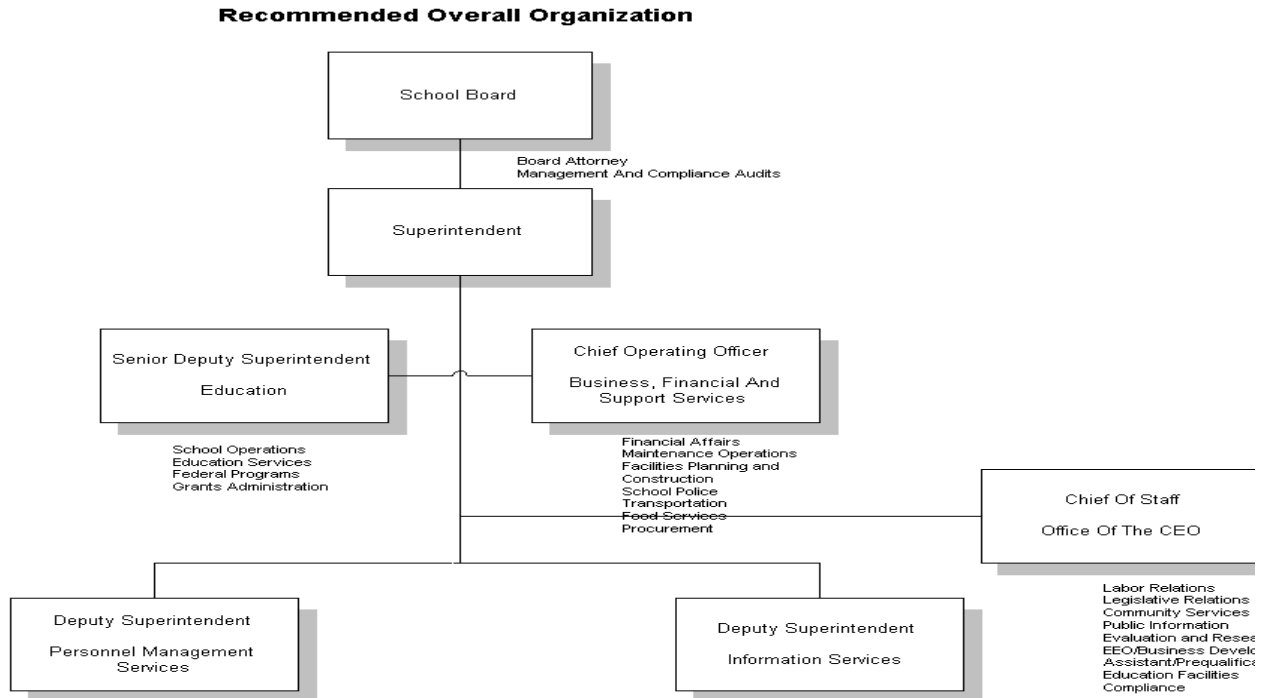 Recommended Overall Organization
School Board
Board Attorney
Management And Compliance Audits
Superintendent
Senior Deputy Superintendent
Education
School Operations
Education Services
Federal Programs
Grants Administration
Chief Operating Officer
Business, Financial And
Support Services
Financial Affairs
Maintenance Operations
Facilities Planning and
Construction
School Police
Transportation
Food Services
Procurement
Chief Of Staff
Office Of The CEO
Labor Relations
Legislative Relations
Community Services
Public Information
Evaluation and
EEO/Business
Education Facilities
Compliance
Deputy Superintendent
Personnel Management
Services
Deputy Superintendent
Information Services